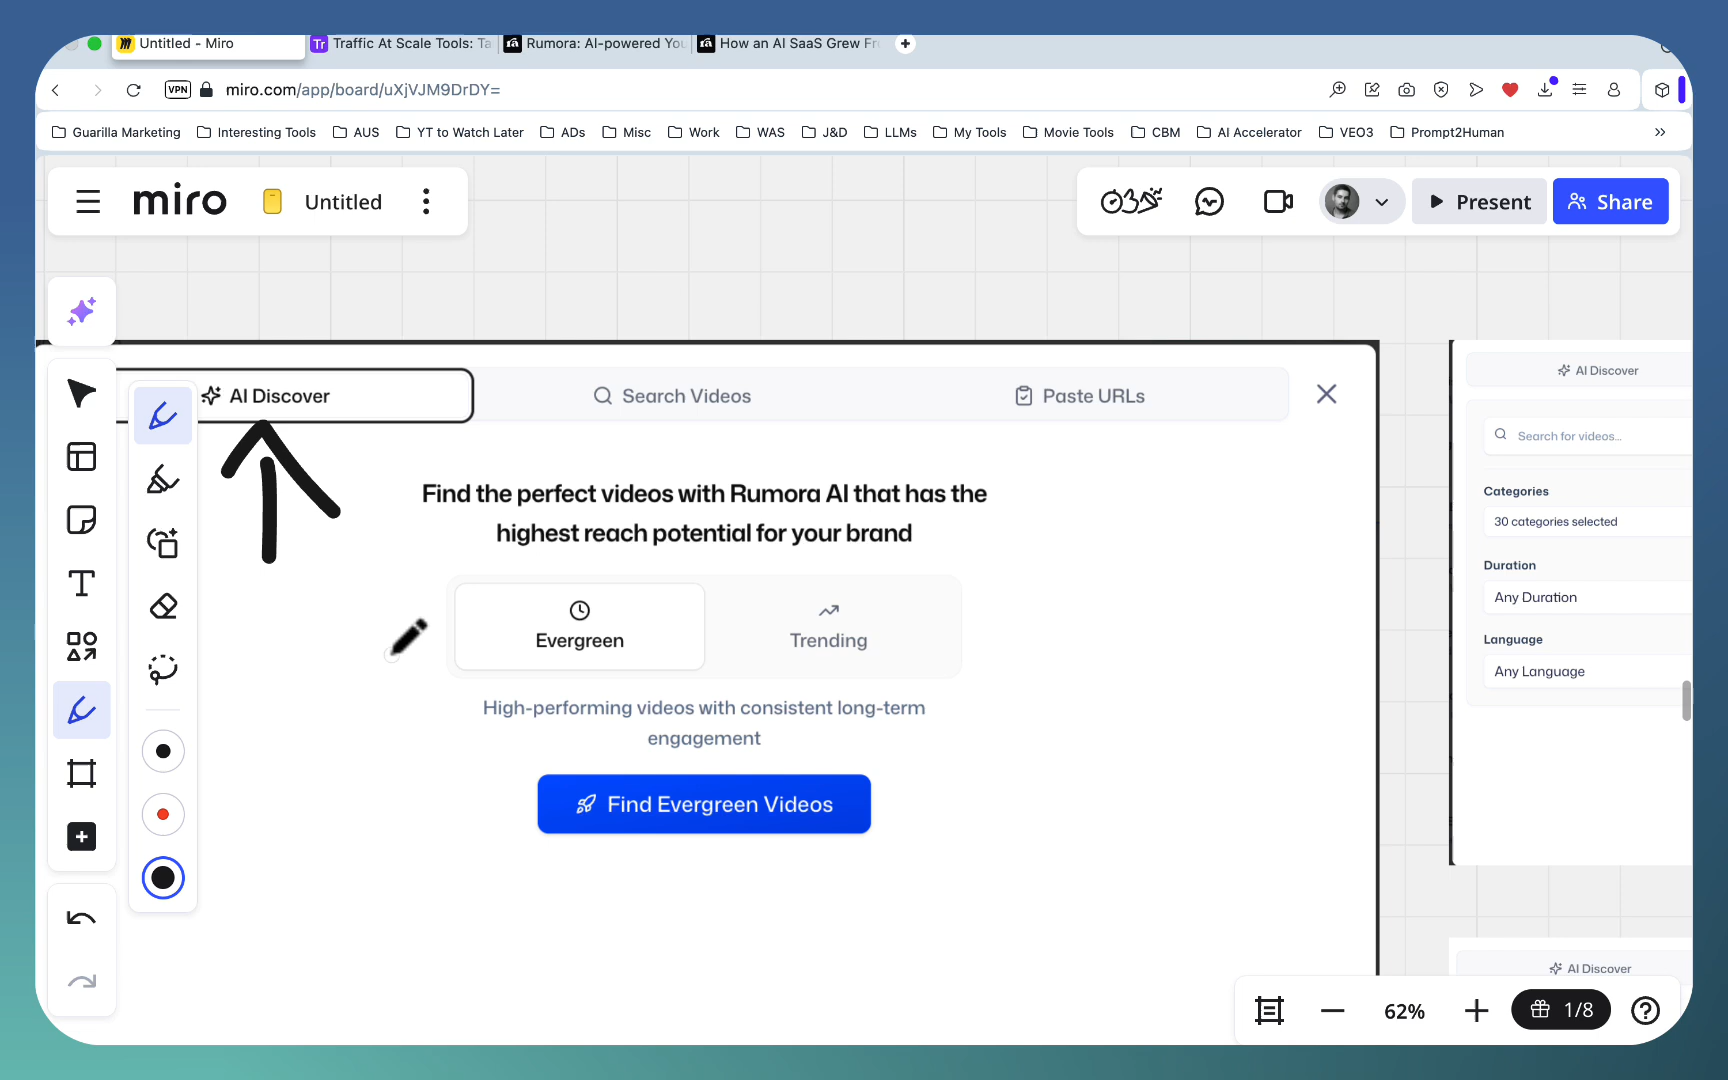 Untitled - Miro
Tr Traffic At Scale Tools: Ta
ra Rumora: AI-powered You
ra How an AI SaaS Grew Fr
VPN miro.com/app/board/uXjVJM9DrDY=
Guarilla Marketing Interesting Tools AUS YT to Watch Later ADs Misc Work WAS J&D LLMs My Tools Movie Tools CBM AI Accelerator VEO3 Prompt2Human
miro Untitled
Present Share
AI Discover Search Videos Paste URLs
Find the perfect videos with Rumora AI that has the
highest reach potential for your brand
Evergreen Trending
High-performing videos with consistent long-term
engagement
Find Evergreen Videos
AI Discover
Search for videos...
Categories
30 categories selected
Duration
Any Duration
Language
Any Language
AI Discover
62% 1/8